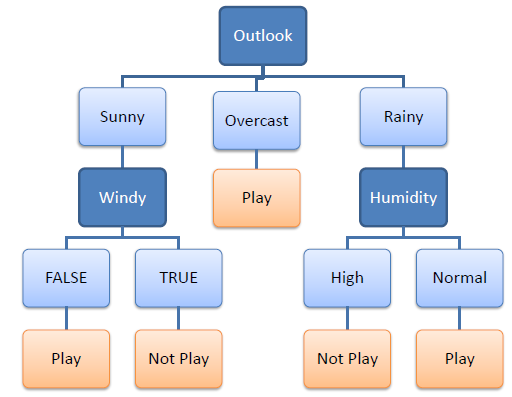 Outlook
Sunny
Overcast
Rainy
Windy
Play
Humidity
FALSE
TRUE
High
Normal
Play
Not Play
Not Play
Play